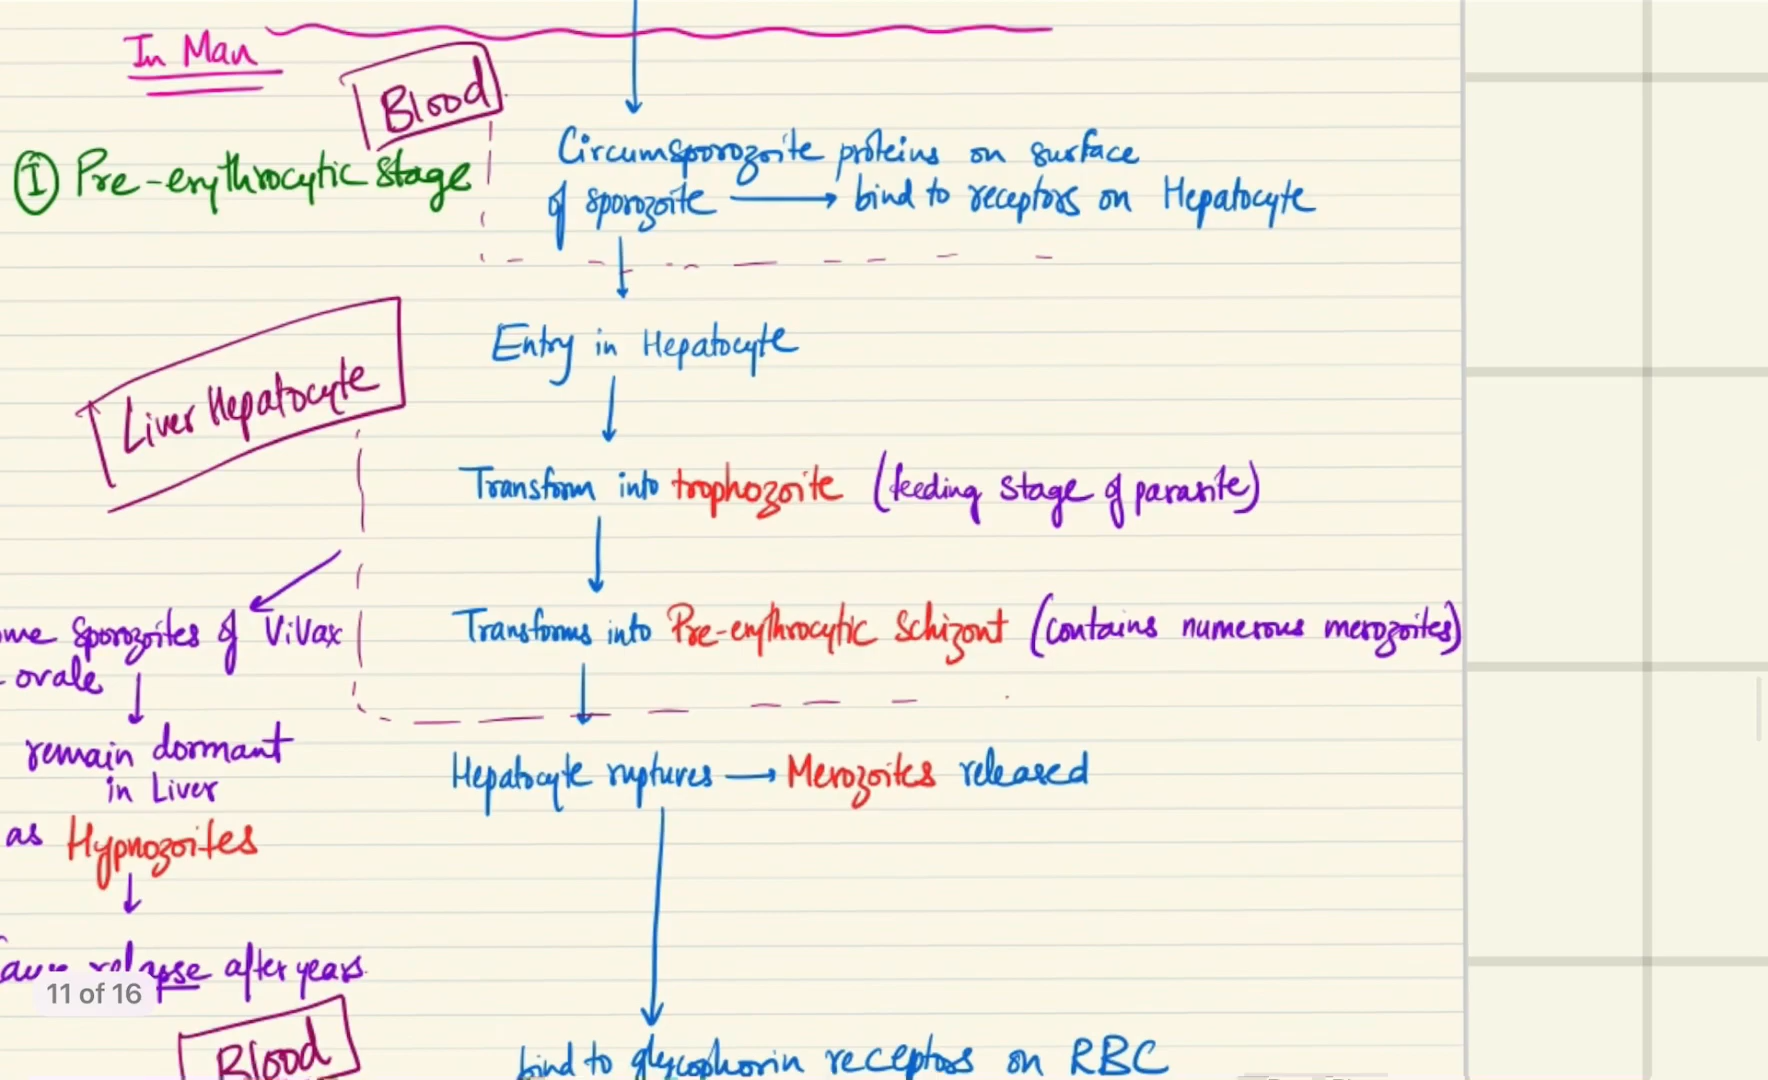 In Man
Blood
Ⓘ Pre-erythrocytic stage
Circumsporozoite proteins on surface
of sporozoite → bind to receptors on Hepatocyte
Entry in Hepatocyte
Liver Hepatocyte
Transform into trophozoite (feeding stage of parasite)
Transforms into Pre-erythrocytic Schizont (contains numerous merozoites)
Sporozoites of Vivax
ovale
remain dormant
in Liver
as Hypnozoites
relapse after years
Hepatocyte ruptures → Merozoites released
11 of 16
Blood
bind to glycophorin receptors on RBC